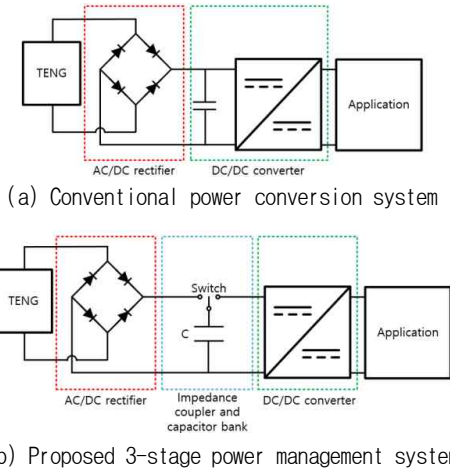 TENG
Application
AC/DC rectifier
DC/DC converter
(a) Conventional power conversion system
Switch
TENG
C
Application
AC/DC rectifier
Impedance
coupler and
capacitor bank
DC/DC converter
b) Proposed 3-stage power management system